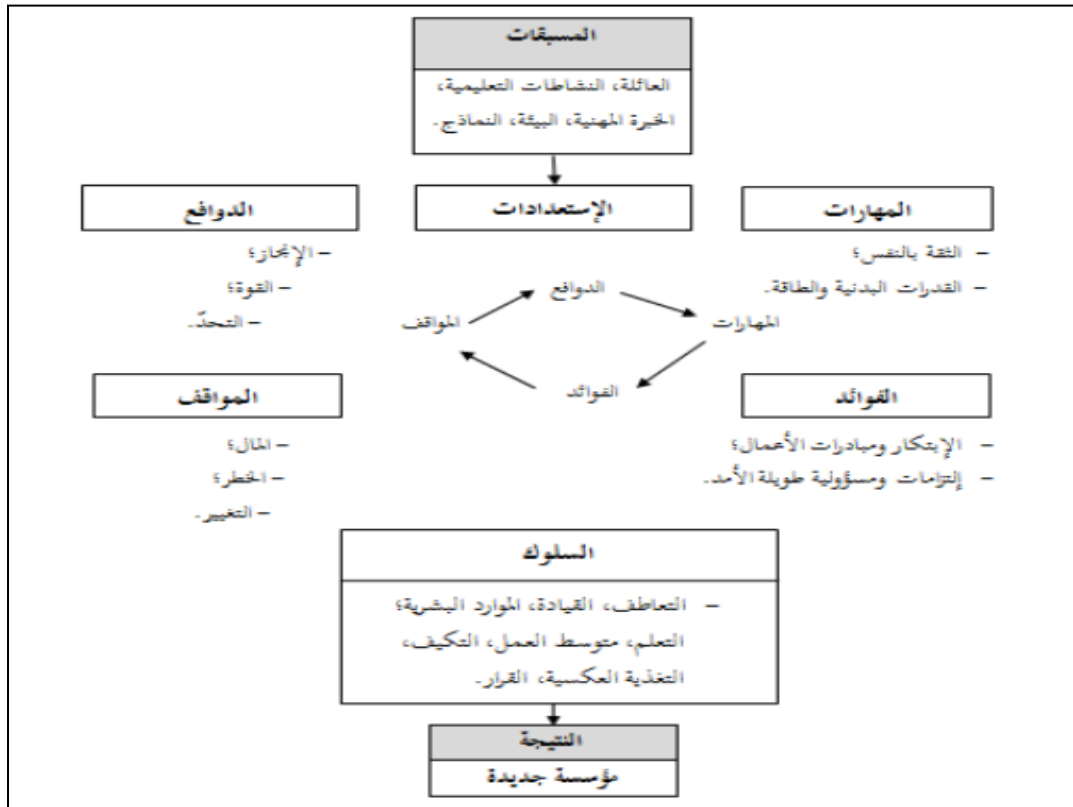 المسبقات
العائلة، النشاطات التعليمية،
الخبرة المهنية، البيئة، النماذج.
المهارات
الإستعدادات
الدوافع
– الثقة بالنفس؛
– القدرات البدنية والطاقة.
– الإنجاز؛
– القوة؛
– التحدّ.
الدوافع
المهارات
الفوائد
المواقف
الفوائد
المواقف
– الإبتكار ومبادرات الأعمال؛
– إلتزامات ومسؤولية طويلة الأمد.
– المال؛
– الخطر؛
– التغيير.
السلوك
– التعاطف، القيادة، الموارد البشرية؛
التعلم، متوسط العمل، التكيف،
التغذية العكسية، القرار.
النتيجة
مؤسسة جديدة